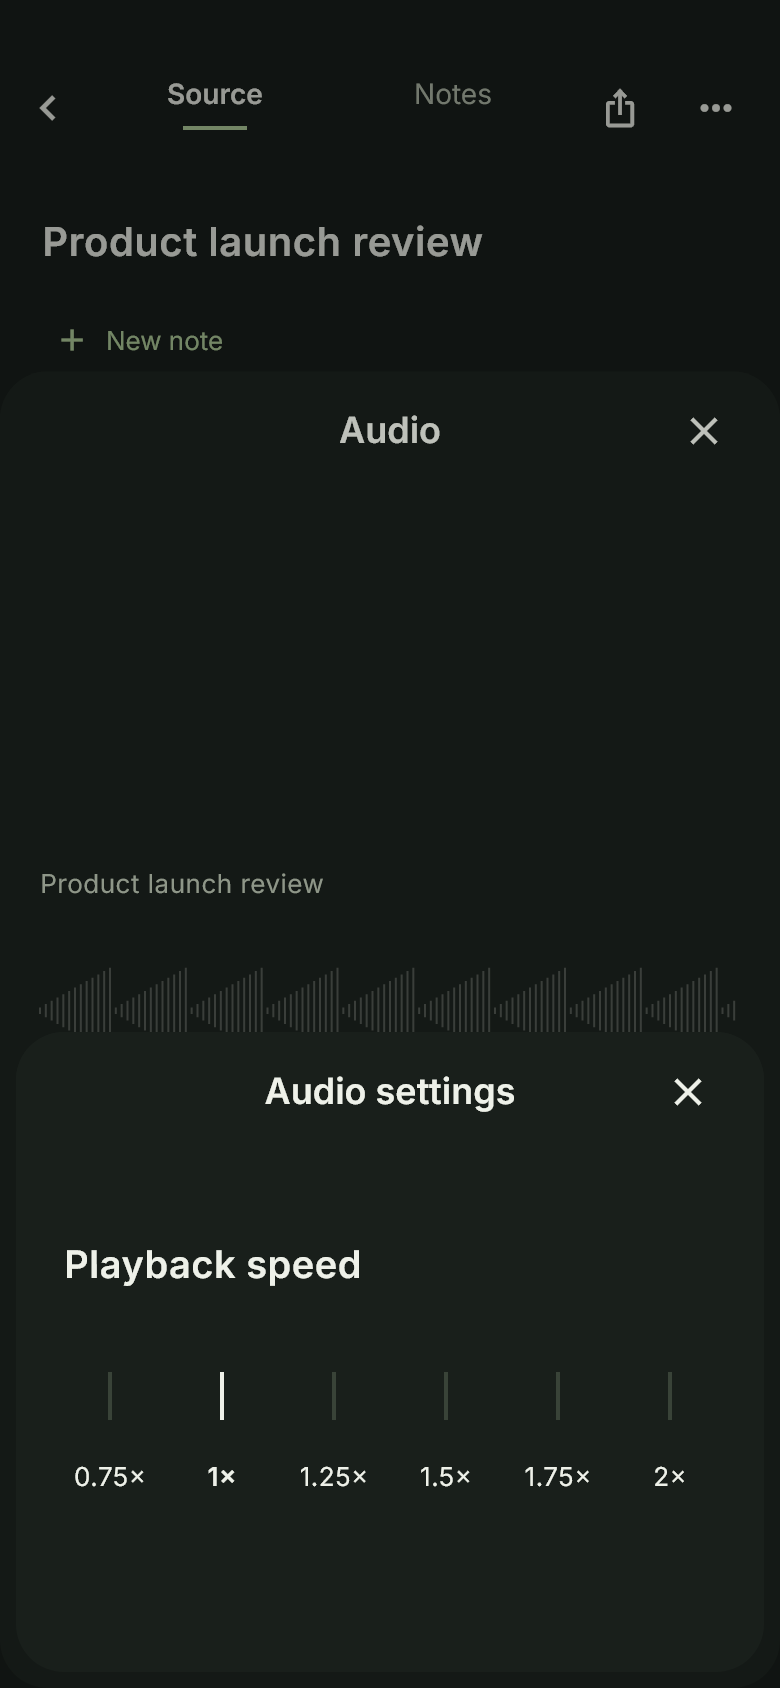 Source Notes
Product launch review
+ New note
Audio
Product launch review
Audio settings
Playback speed
0.75× 1× 1.25× 1.5× 1.75× 2×